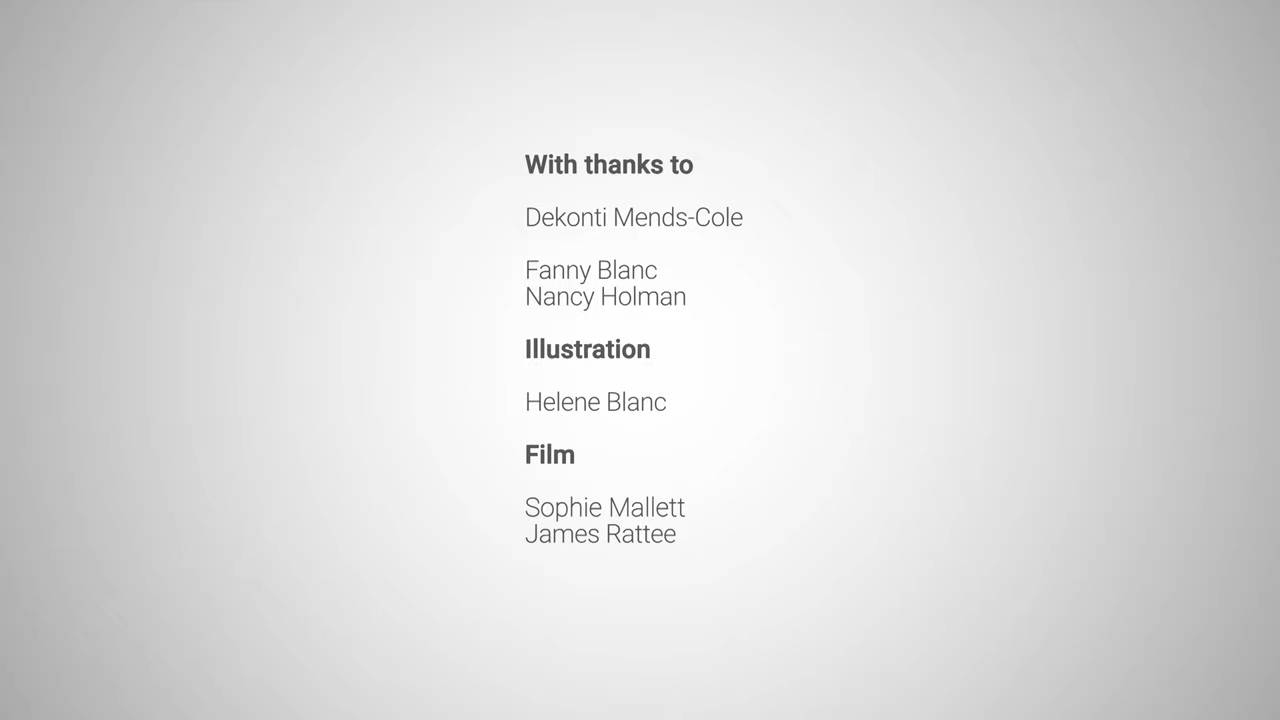 With thanks to
Dekonti Mends-Cole
Fanny Blanc
Nancy Holman
Illustration
Helene Blanc
Film
Sophie Mallett
James Rattee